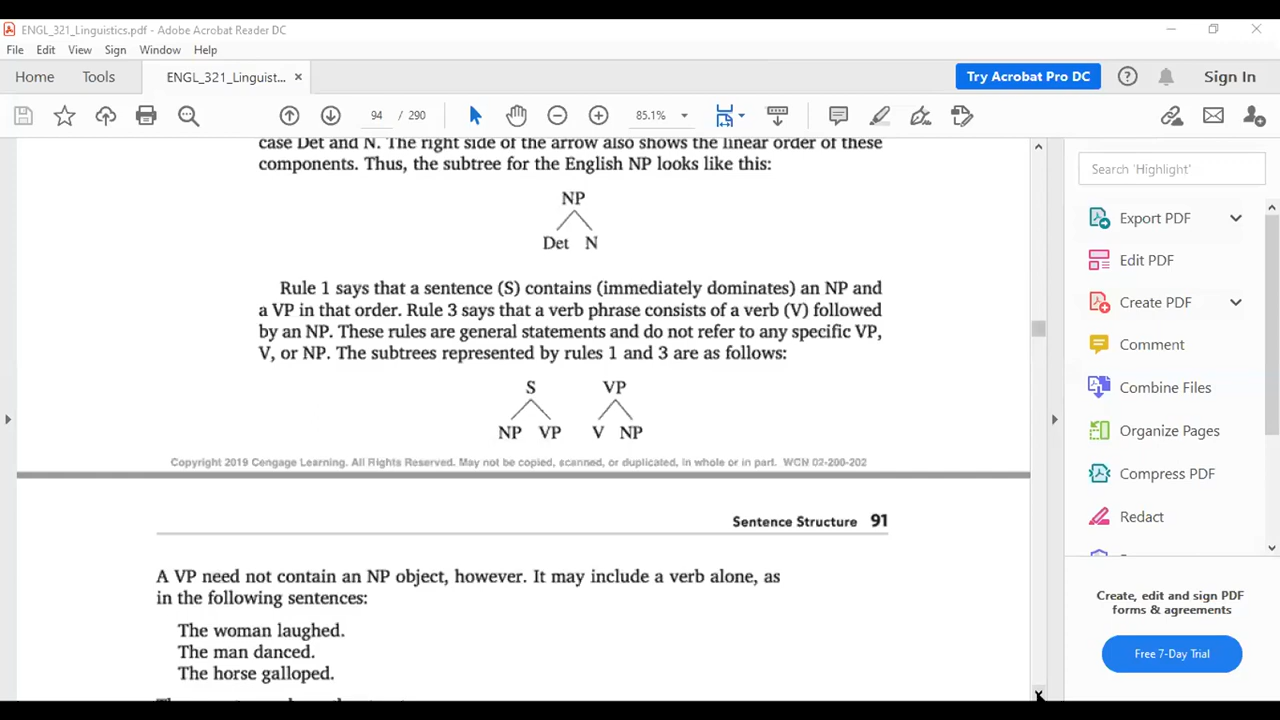 ENGL_321_Linguistics.pdf - Adobe Acrobat Reader DC
File Edit View Sign Window Help
Home Tools ENGL_321_Linguist... × Try Acrobat Pro DC Sign In
94 / 290 85.1%
case Det and N. The right side of the arrow also shows the linear order of these
components. Thus, the subtree for the English NP looks like this:
NP
Det N
Rule 1 says that a sentence (S) contains (immediately dominates) an NP and
a VP in that order. Rule 3 says that a verb phrase consists of a verb (V) followed
by an NP. These rules are general statements and do not refer to any specific VP,
V, or NP. The subtrees represented by rules 1 and 3 are as follows:
S VP
NP VP V NP
Copyright 2019 Cengage Learning. All Rights Reserved. May not be copied, scanned, or duplicated, in whole or in part. WCN 02-200-202
Sentence Structure 91
A VP need not contain an NP object, however. It may include a verb alone, as
in the following sentences:
The woman laughed.
The man danced.
The horse galloped.
Search 'Highlight'
Export PDF
Edit PDF
Create PDF
Comment
Combine Files
Organize Pages
Compress PDF
Redact
Create, edit and sign PDF
forms & agreements
Free 7-Day Trial